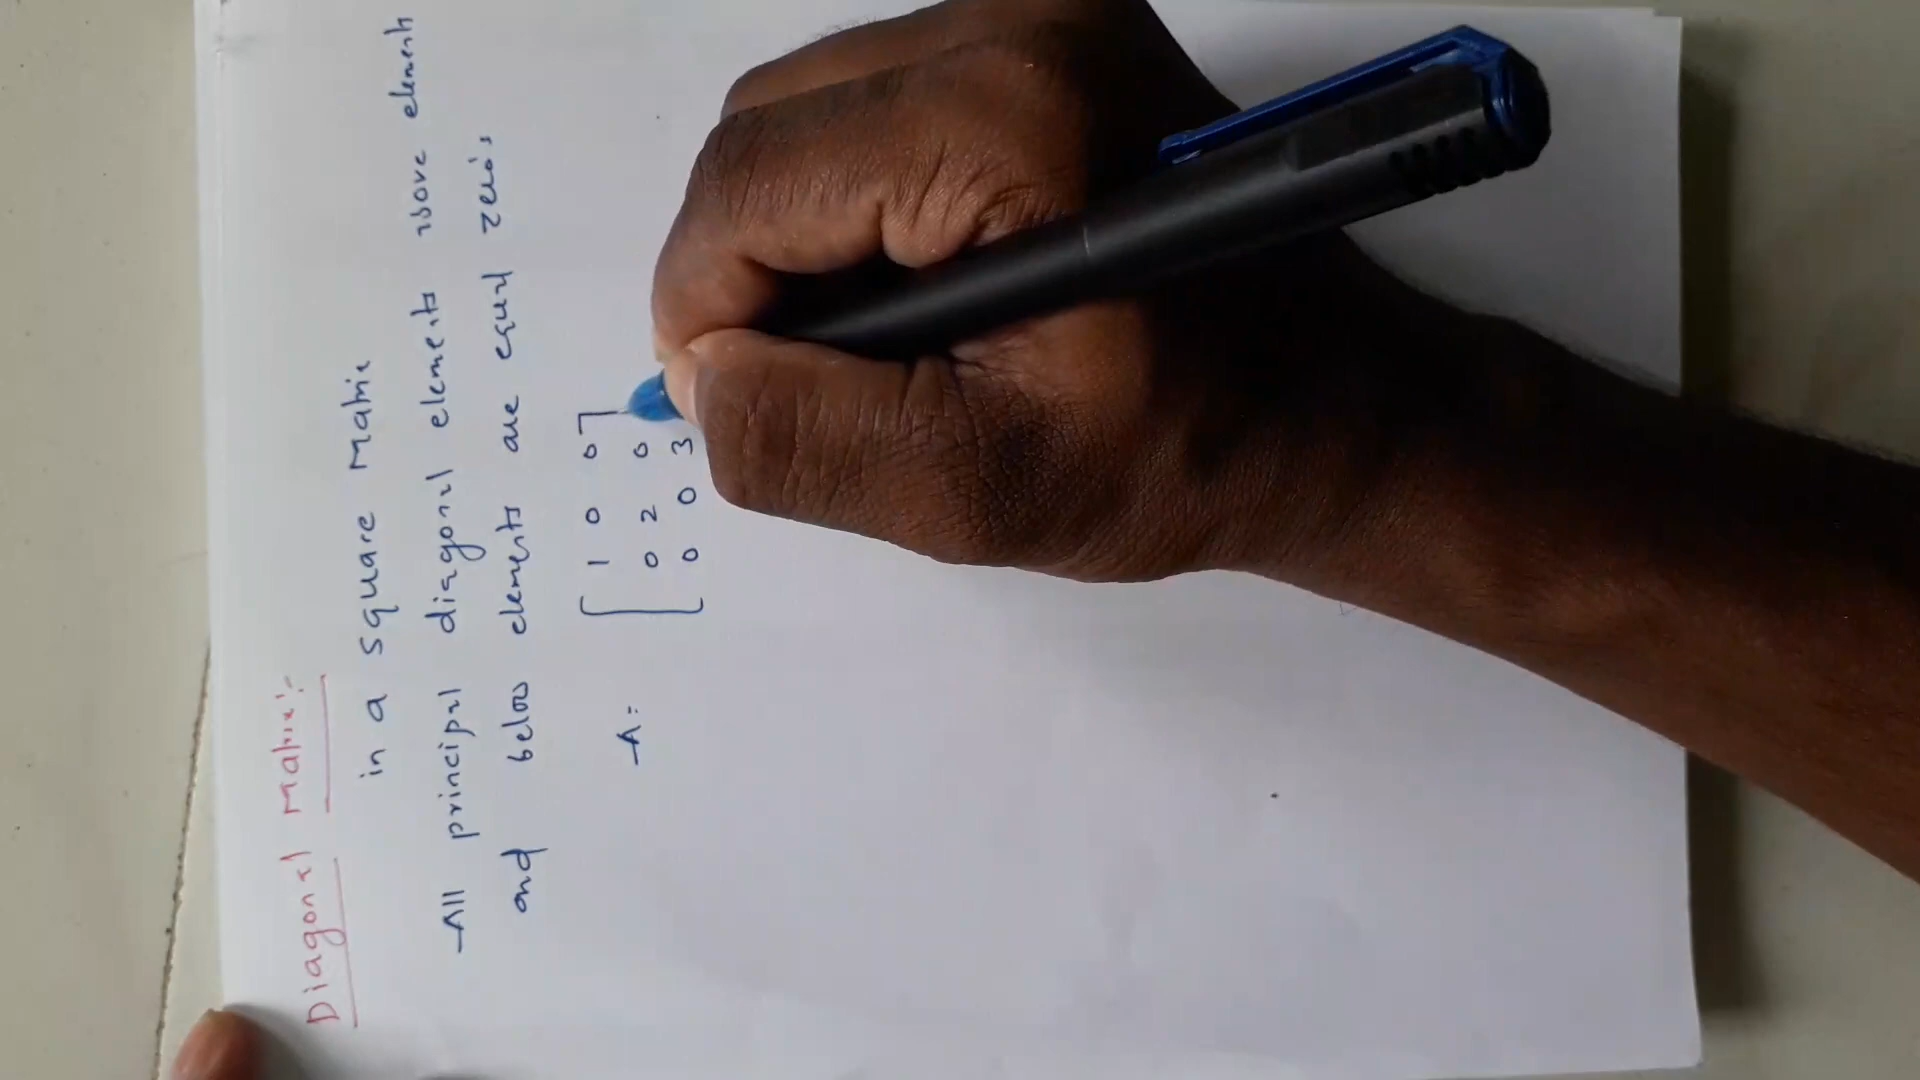 Diagonal Matrix:-
in a square Matrix
All principal diagonal elements above elements
and below elements are equal zero's
1 0 0
A = 0 2 0
0 0 3